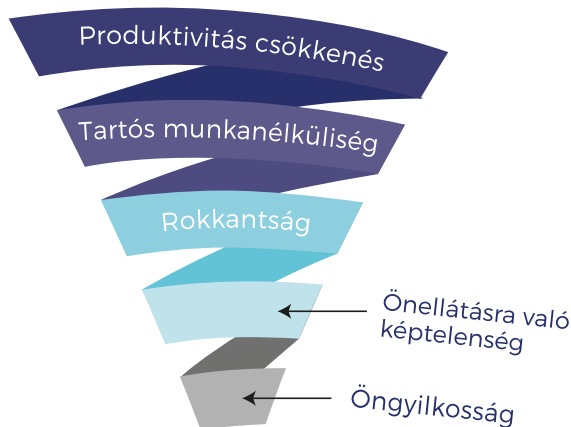 Produktivitás csökkenés
Tartós munkanélküliség
Rokkantság
Önellátásra való
képtelenség
Öngyilkosság